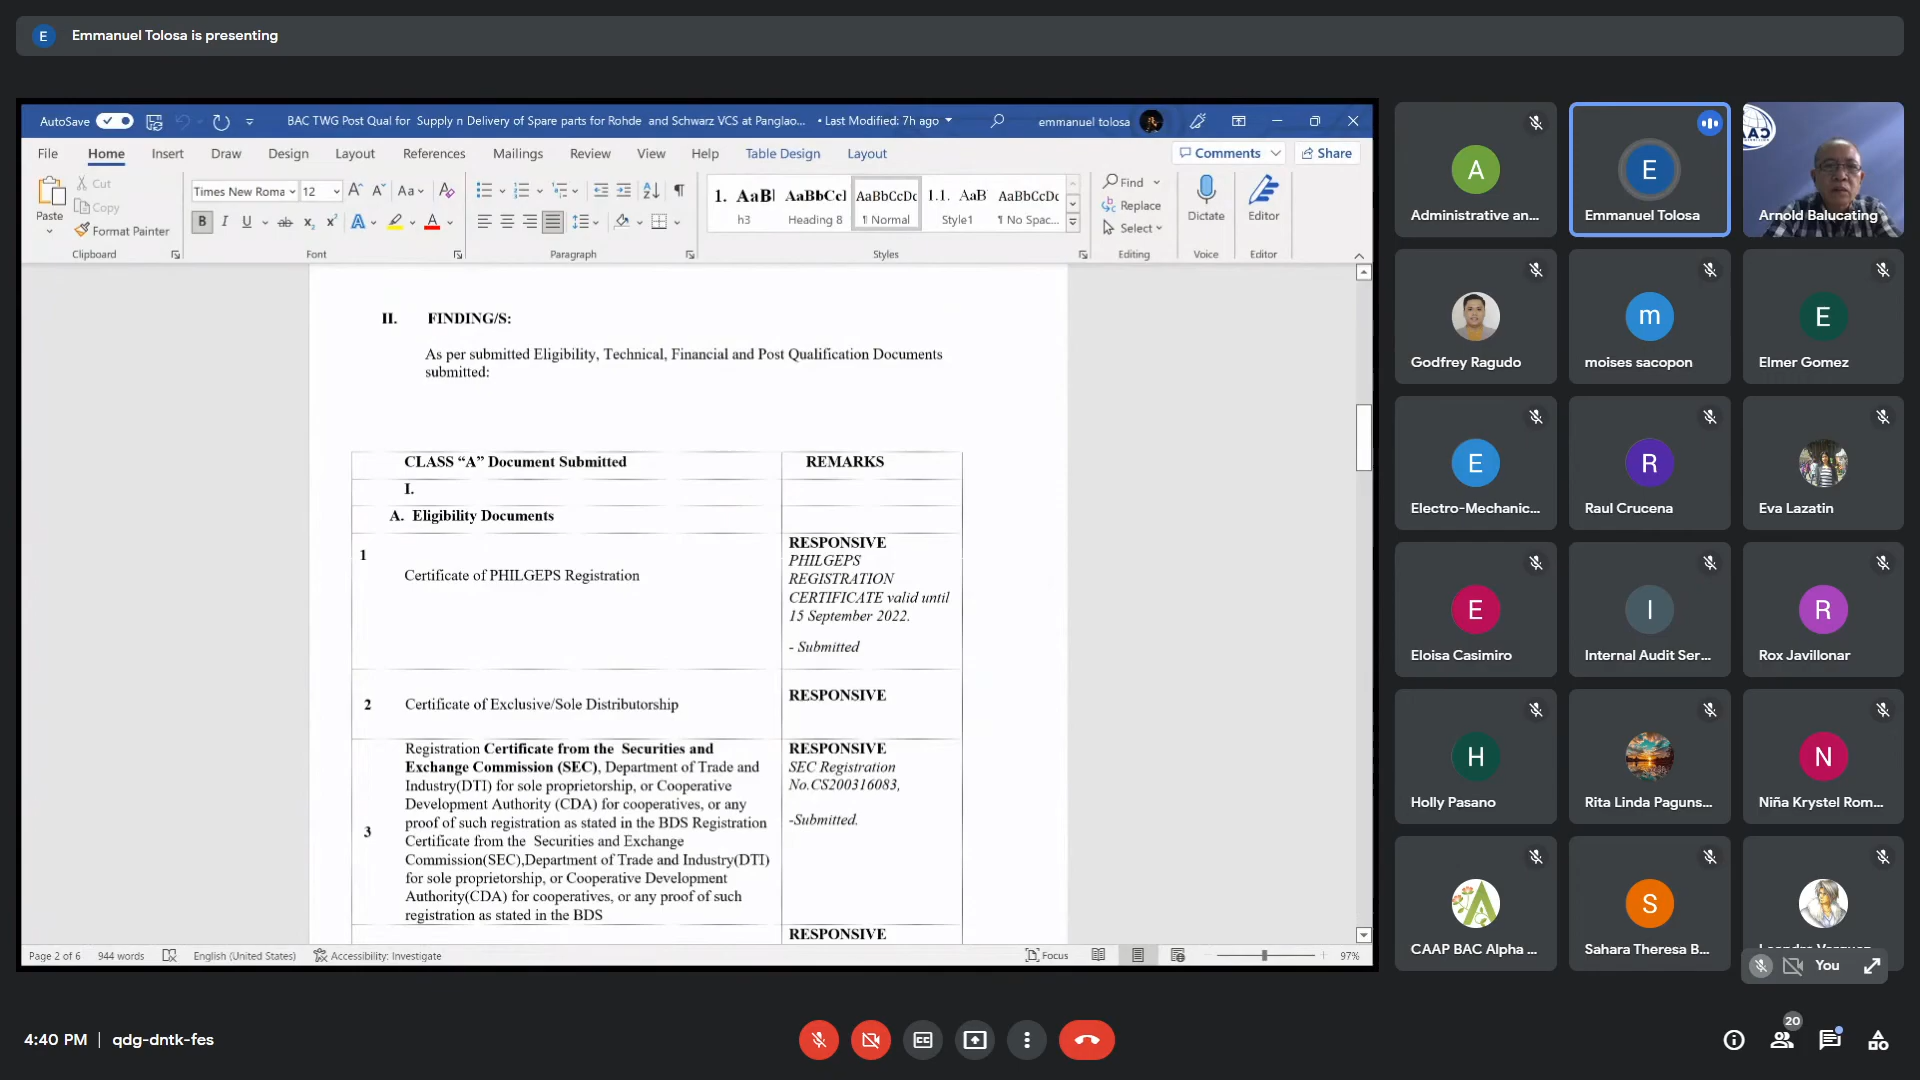 E Emmanuel Tolosa is presenting
AutoSave
BAC TWG Post Qual for Supply n Delivery of Spare parts for Rohde and Schwarz VCS at Panglao... • Last Modified: 7h ago
emmanuel tolosa
File Home Insert Draw Design Layout References Mailings Review View Help Table Design Layout
Comments Share
Paste
Cut
Copy
Format Painter
Clipboard
Times New Roma 12
Aa
B I U ab x₂ x² A A
Font
Paragraph
1. AaBl AaBbCcl AaBbCcDc 1.1. AaB AaBbCcDc
h3 Heading 8 ¶ Normal Style1 ¶ No Spac...
Styles
Find
Replace
Select
Editing
Dictate
Voice
Editor
Editor
II. FINDING/S:
As per submitted Eligibility, Technical, Financial and Post Qualification Documents
submitted:
CLASS “A” Document Submitted REMARKS
I.
A. Eligibility Documents
1
Certificate of PHILGEPS Registration
RESPONSIVE
PHILGEPS
REGISTRATION
CERTIFICATE valid until
15 September 2022.
- Submitted
2 Certificate of Exclusive/Sole Distributorship
RESPONSIVE
3
Registration Certificate from the Securities and
Exchange Commission (SEC), Department of Trade and
Industry(DTI) for sole proprietorship, or Cooperative
Development Authority (CDA) for cooperatives, or any
proof of such registration as stated in the BDS Registration
Certificate from the Securities and Exchange
Commission(SEC),Department of Trade and Industry(DTI)
for sole proprietorship, or Cooperative Development
Authority(CDA) for cooperatives, or any proof of such
registration as stated in the BDS
RESPONSIVE
SEC Registration
No.CS200316083,
-Submitted.
RESPONSIVE
Page 2 of 6 944 words English (United States) Accessibility: Investigate
Focus
97%
A
Administrative an...
E
Emmanuel Tolosa
Arnold Balucating
Godfrey Ragudo
m
moises sacopon
E
Elmer Gomez
E
Electro-Mechanic...
R
Raul Crucena
Eva Lazatin
E
Eloisa Casimiro
I
Internal Audit Ser...
R
Rox Javillonar
H
Holly Pasano
Rita Linda Paguns...
N
Niña Krystel Rom...
CAAP BAC Alpha ...
S
Sahara Theresa B...
You
4:40 PM | qdg-dntk-fes
20